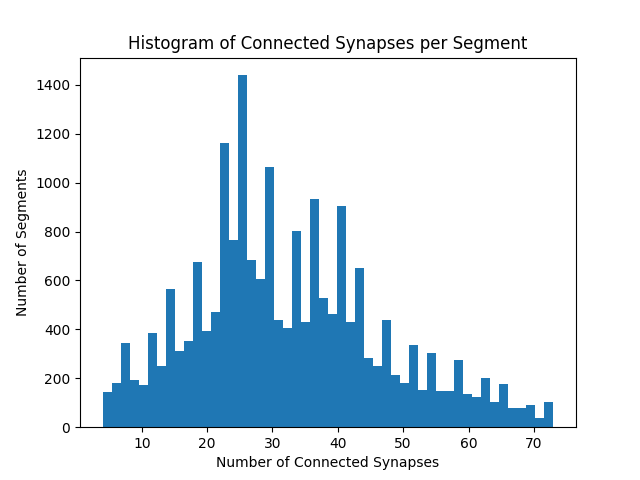 Histogram of Connected Synapses per Segment
Number of Segments
1400
1200
1000
800
600
400
200
0
10 20 30 40 50 60 70
Number of Connected Synapses